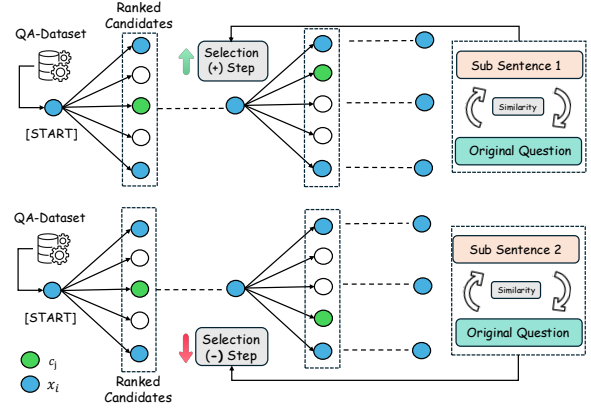 Ranked
Candidates
QA-Dataset
[START]
Selection
(+) Step
Sub Sentence 1
Similarity
Original Question
QA-Dataset
[START]
Selection
(-) Step
Sub Sentence 2
Similarity
Original Question
c_j
x_i
Ranked
Candidates